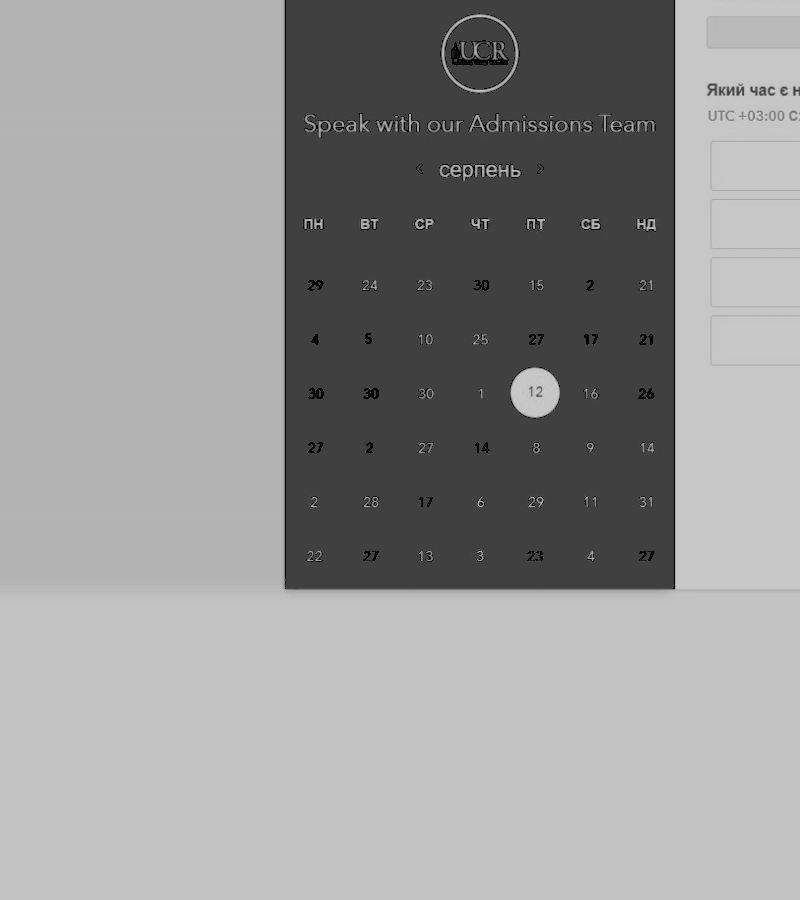 UCR
Speak with our Admissions Team
‹ серпень ›
ПН ВТ СР ЧТ ПТ СБ НД
29 24 23 30 15 2 21
4 5 10 25 27 17 21
30 30 30 1 12 16 26
27 2 27 14 8 9 14
2 28 17 6 29 11 31
22 27 13 3 23 4 27
Який час є
UTC +03:00